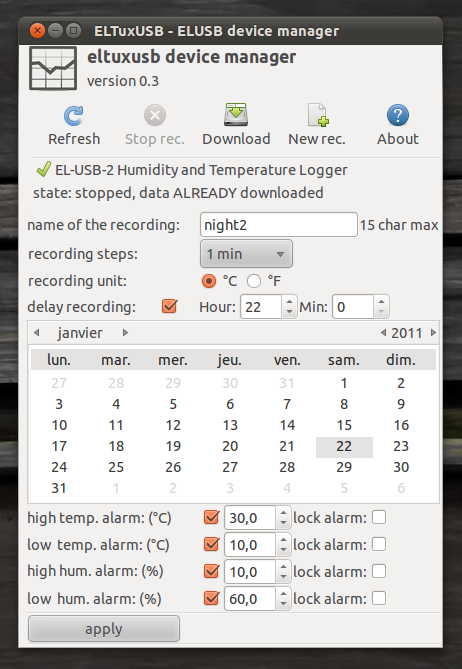 ELTuxUSB - ELUSB device manager
eltuxusb device manager
version 0.3
Refresh Stop rec. Download New rec. About
EL-USB-2 Humidity and Temperature Logger
state: stopped, data ALREADY downloaded
name of the recording: night2 15 char max
recording steps: 1 min
recording unit: °C °F
delay recording: Hour: 22 Min: 0
janvier 2011
lun. mar. mer. jeu. ven. sam. dim.
27 28 29 30 31 1 2
3 4 5 6 7 8 9
10 11 12 13 14 15 16
17 18 19 20 21 22 23
24 25 26 27 28 29 30
31 1 2 3 4 5 6
high temp. alarm: (°C) 30,0 lock alarm:
low temp. alarm: (°C) 10,0 lock alarm:
high hum. alarm: (%) 10,0 lock alarm:
low hum. alarm: (%) 60,0 lock alarm:
apply